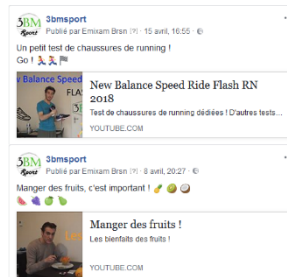 3BM
Sport
3bmsport
Publié par Emixam Brsn [?] · 15 avril, 16:55 ·
Un petit test de chaussures de running !
Go !
v Balance Speed
FLA
New Balance Speed Ride Flash RN
2018
Test de chaussures de running dédiées ! D'autres tests...
YOUTUBE.COM
3BM
Sport
3bmsport
Publié par Emixam Brsn [?] · 8 avril, 20:27 ·
Manger des fruits, c'est important !
Les
Manger des fruits !
Les bienfaits des fruits !
YOUTUBE.COM